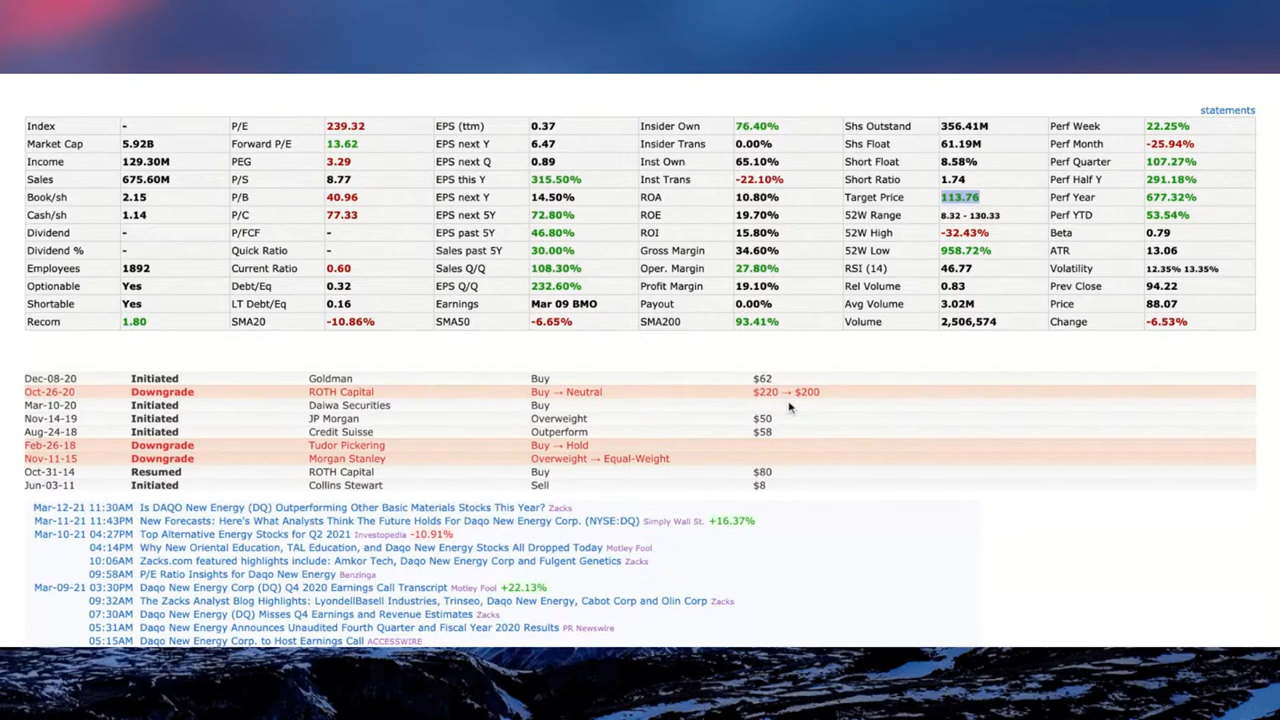 statements
Index - P/E 239.32 EPS (ttm) 0.37 Insider Own 76.40% Shs Outstand 356.41M Perf Week 22.25%
Market Cap 5.92B Forward P/E 13.62 EPS next Y 6.47 Insider Trans 0.00% Shs Float 61.19M Perf Month -25.94%
Income 129.30M PEG 3.29 EPS next Q 0.89 Inst Own 65.10% Short Float 8.58% Perf Quarter 107.27%
Sales 675.60M P/S 8.77 EPS this Y 315.50% Inst Trans -22.10% Short Ratio 1.74 Perf Half Y 291.18%
Book/sh 2.15 P/B 40.96 EPS next Y 14.50% ROA 10.80% Target Price 113.76 Perf Year 677.32%
Cash/sh 1.14 P/C 77.33 EPS next 5Y 72.80% ROE 19.70% 52W Range 8.32 - 130.33 Perf YTD 53.54%
Dividend - P/FCF - EPS past 5Y 46.80% ROI 15.80% 52W High -32.43% Beta 0.79
Dividend % - Quick Ratio - Sales past 5Y 30.00% Gross Margin 34.60% 52W Low 958.72% ATR 13.06
Employees 1892 Current Ratio 0.60 Sales Q/Q 108.30% Oper. Margin 27.80% RSI (14) 46.77 Volatility 12.35% 13.35%
Optionable Yes Debt/Eq 0.32 EPS Q/Q 232.60% Profit Margin 19.10% Rel Volume 0.83 Prev Close 94.22
Shortable Yes LT Debt/Eq 0.16 Earnings Mar 09 BMO Payout 0.00% Avg Volume 3.02M Price 88.07
Recom 1.80 SMA20 -10.86% SMA50 -6.65% SMA200 93.41% Volume 2,506,574 Change -6.53%
Dec-08-20 Initiated Goldman Buy $62
Oct-26-20 Downgrade ROTH Capital Buy → Neutral $220 → $200
Mar-10-20 Initiated Daiwa Securities Buy
Nov-14-19 Initiated JP Morgan Overweight $50
Aug-24-18 Initiated Credit Suisse Outperform $58
Feb-26-18 Downgrade Tudor Pickering Buy → Hold
Nov-11-15 Downgrade Morgan Stanley Overweight → Equal-Weight
Oct-31-14 Resumed ROTH Capital Buy $80
Jun-03-11 Initiated Collins Stewart Sell $8
Mar-12-21 11:30AM Is DAQO New Energy (DQ) Outperforming Other Basic Materials Stocks This Year? Zacks
Mar-11-21 11:43PM New Forecasts: Here's What Analysts Think The Future Holds For Daqo New Energy Corp. (NYSE:DQ) Simply Wall St. +16.37%
Mar-10-21 04:27PM Top Alternative Energy Stocks for Q2 2021 Investopedia -10.91%
04:14PM Why New Oriental Education, TAL Education, and Daqo New Energy Stocks All Dropped Today Motley Fool
10:06AM Zacks.com featured highlights include: Amkor Tech, Daqo New Energy Corp and Fulgent Genetics Zacks
09:58AM P/E Ratio Insights for Daqo New Energy Benzinga
Mar-09-21 03:30PM Daqo New Energy Corp (DQ) Q4 2020 Earnings Call Transcript Motley Fool +22.13%
09:32AM The Zacks Analyst Blog Highlights: LyondellBasell Industries, Trinseo, Daqo New Energy, Cabot Corp and Olin Corp Zacks
07:30AM Daqo New Energy (DQ) Misses Q4 Earnings and Revenue Estimates Zacks
05:31AM Daqo New Energy Announces Unaudited Fourth Quarter and Fiscal Year 2020 Results PR Newswire
05:15AM Daqo New Energy Corp. to Host Earnings Call ACCESSWIRE